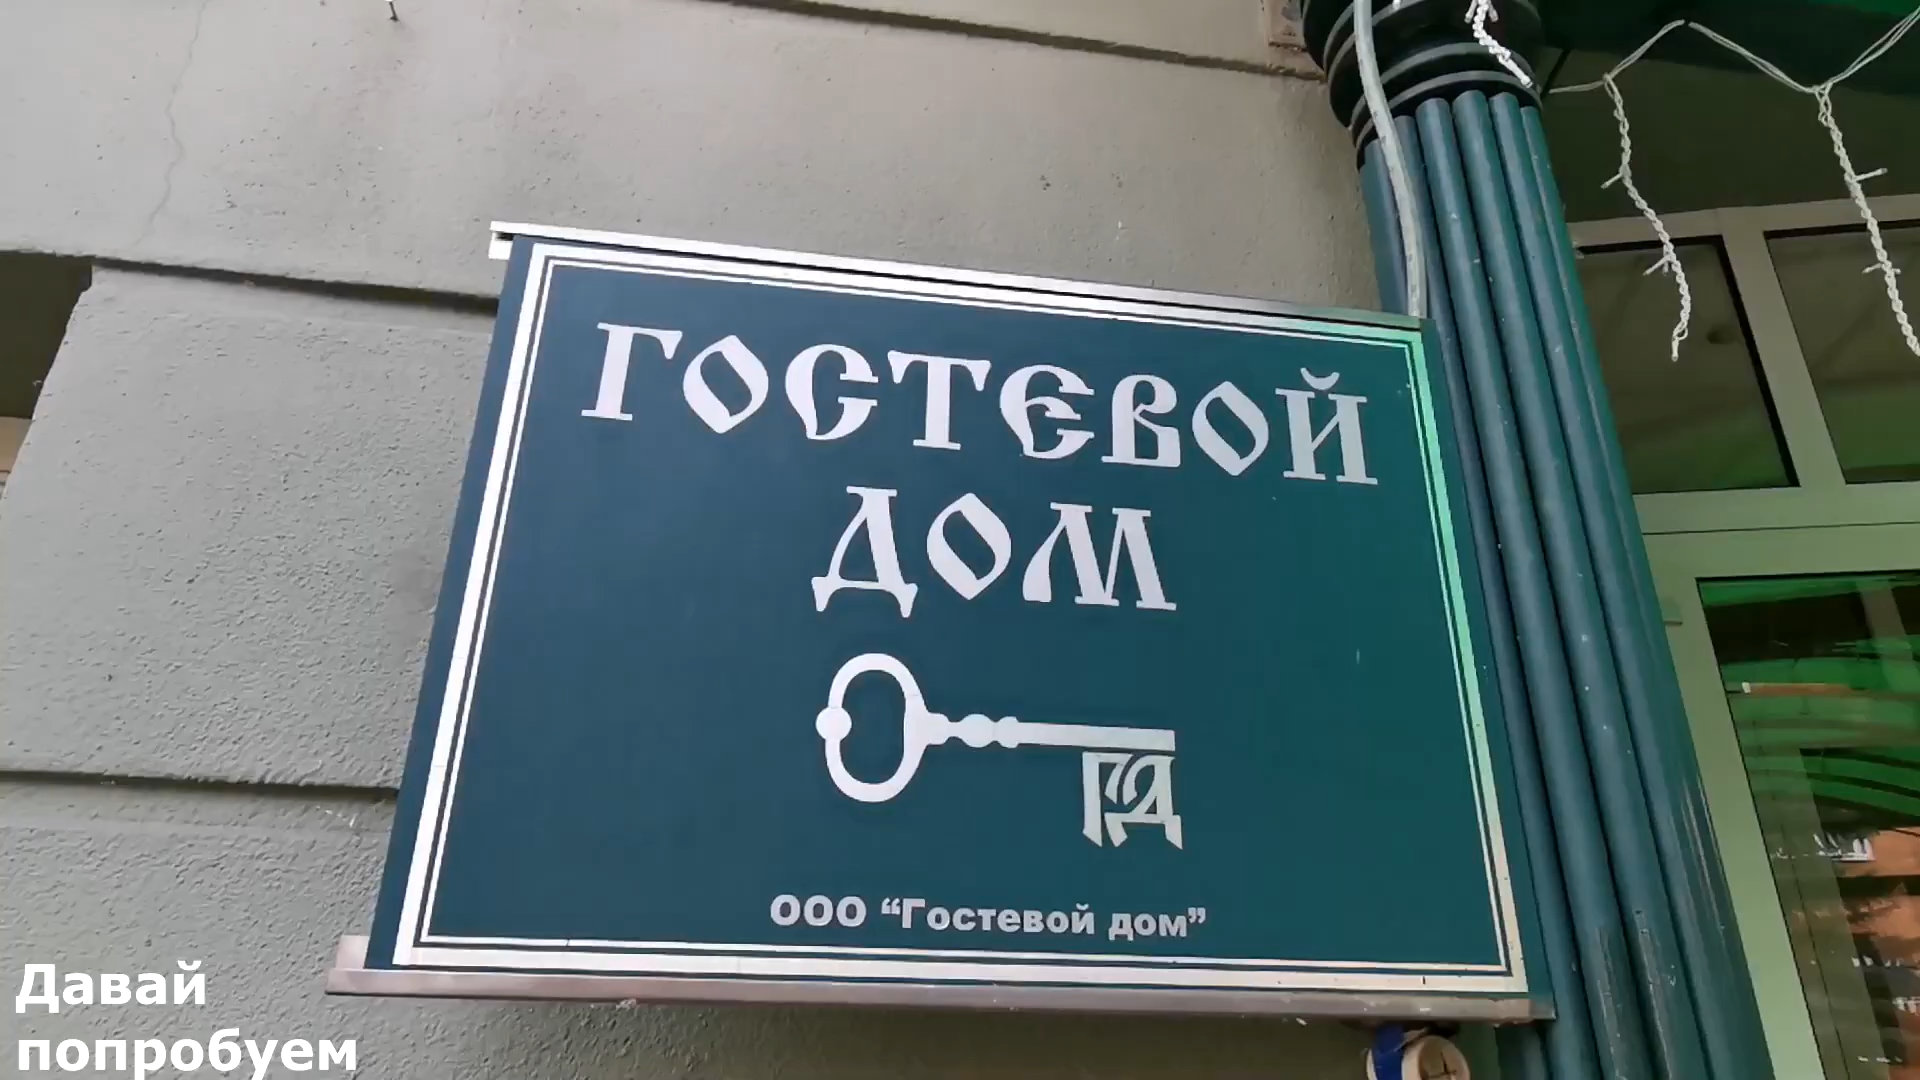 ГОСТЕВОЙ
ДОМ
ГД
ООО “Гостевой дом”
Давай
попробуем